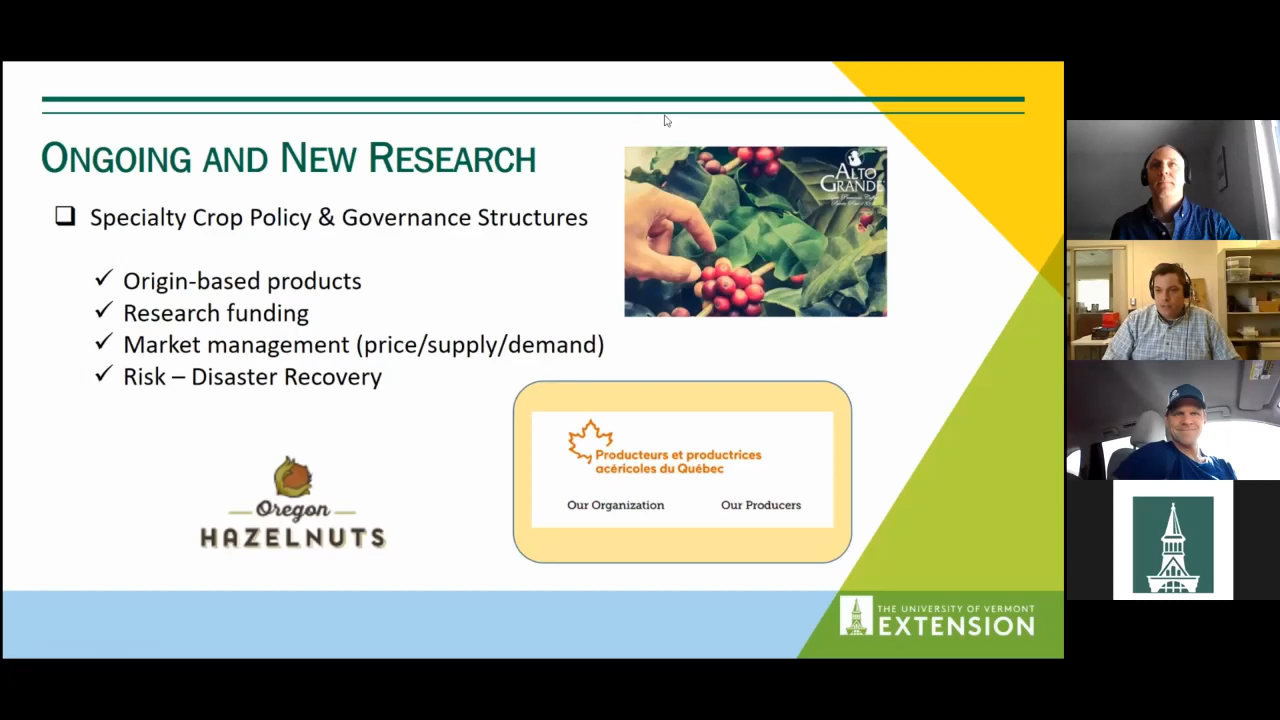 ONGOING AND NEW RESEARCH
Specialty Crop Policy & Governance Structures
Origin-based products
Research funding
Market management (price/supply/demand)
Risk – Disaster Recovery
ALTO
GRANDE
Oregon
HAZELNUTS
Producteurs et productrices
acéricoles du Québec
Our Organization Our Producers
THE UNIVERSITY OF VERMONT
EXTENSION